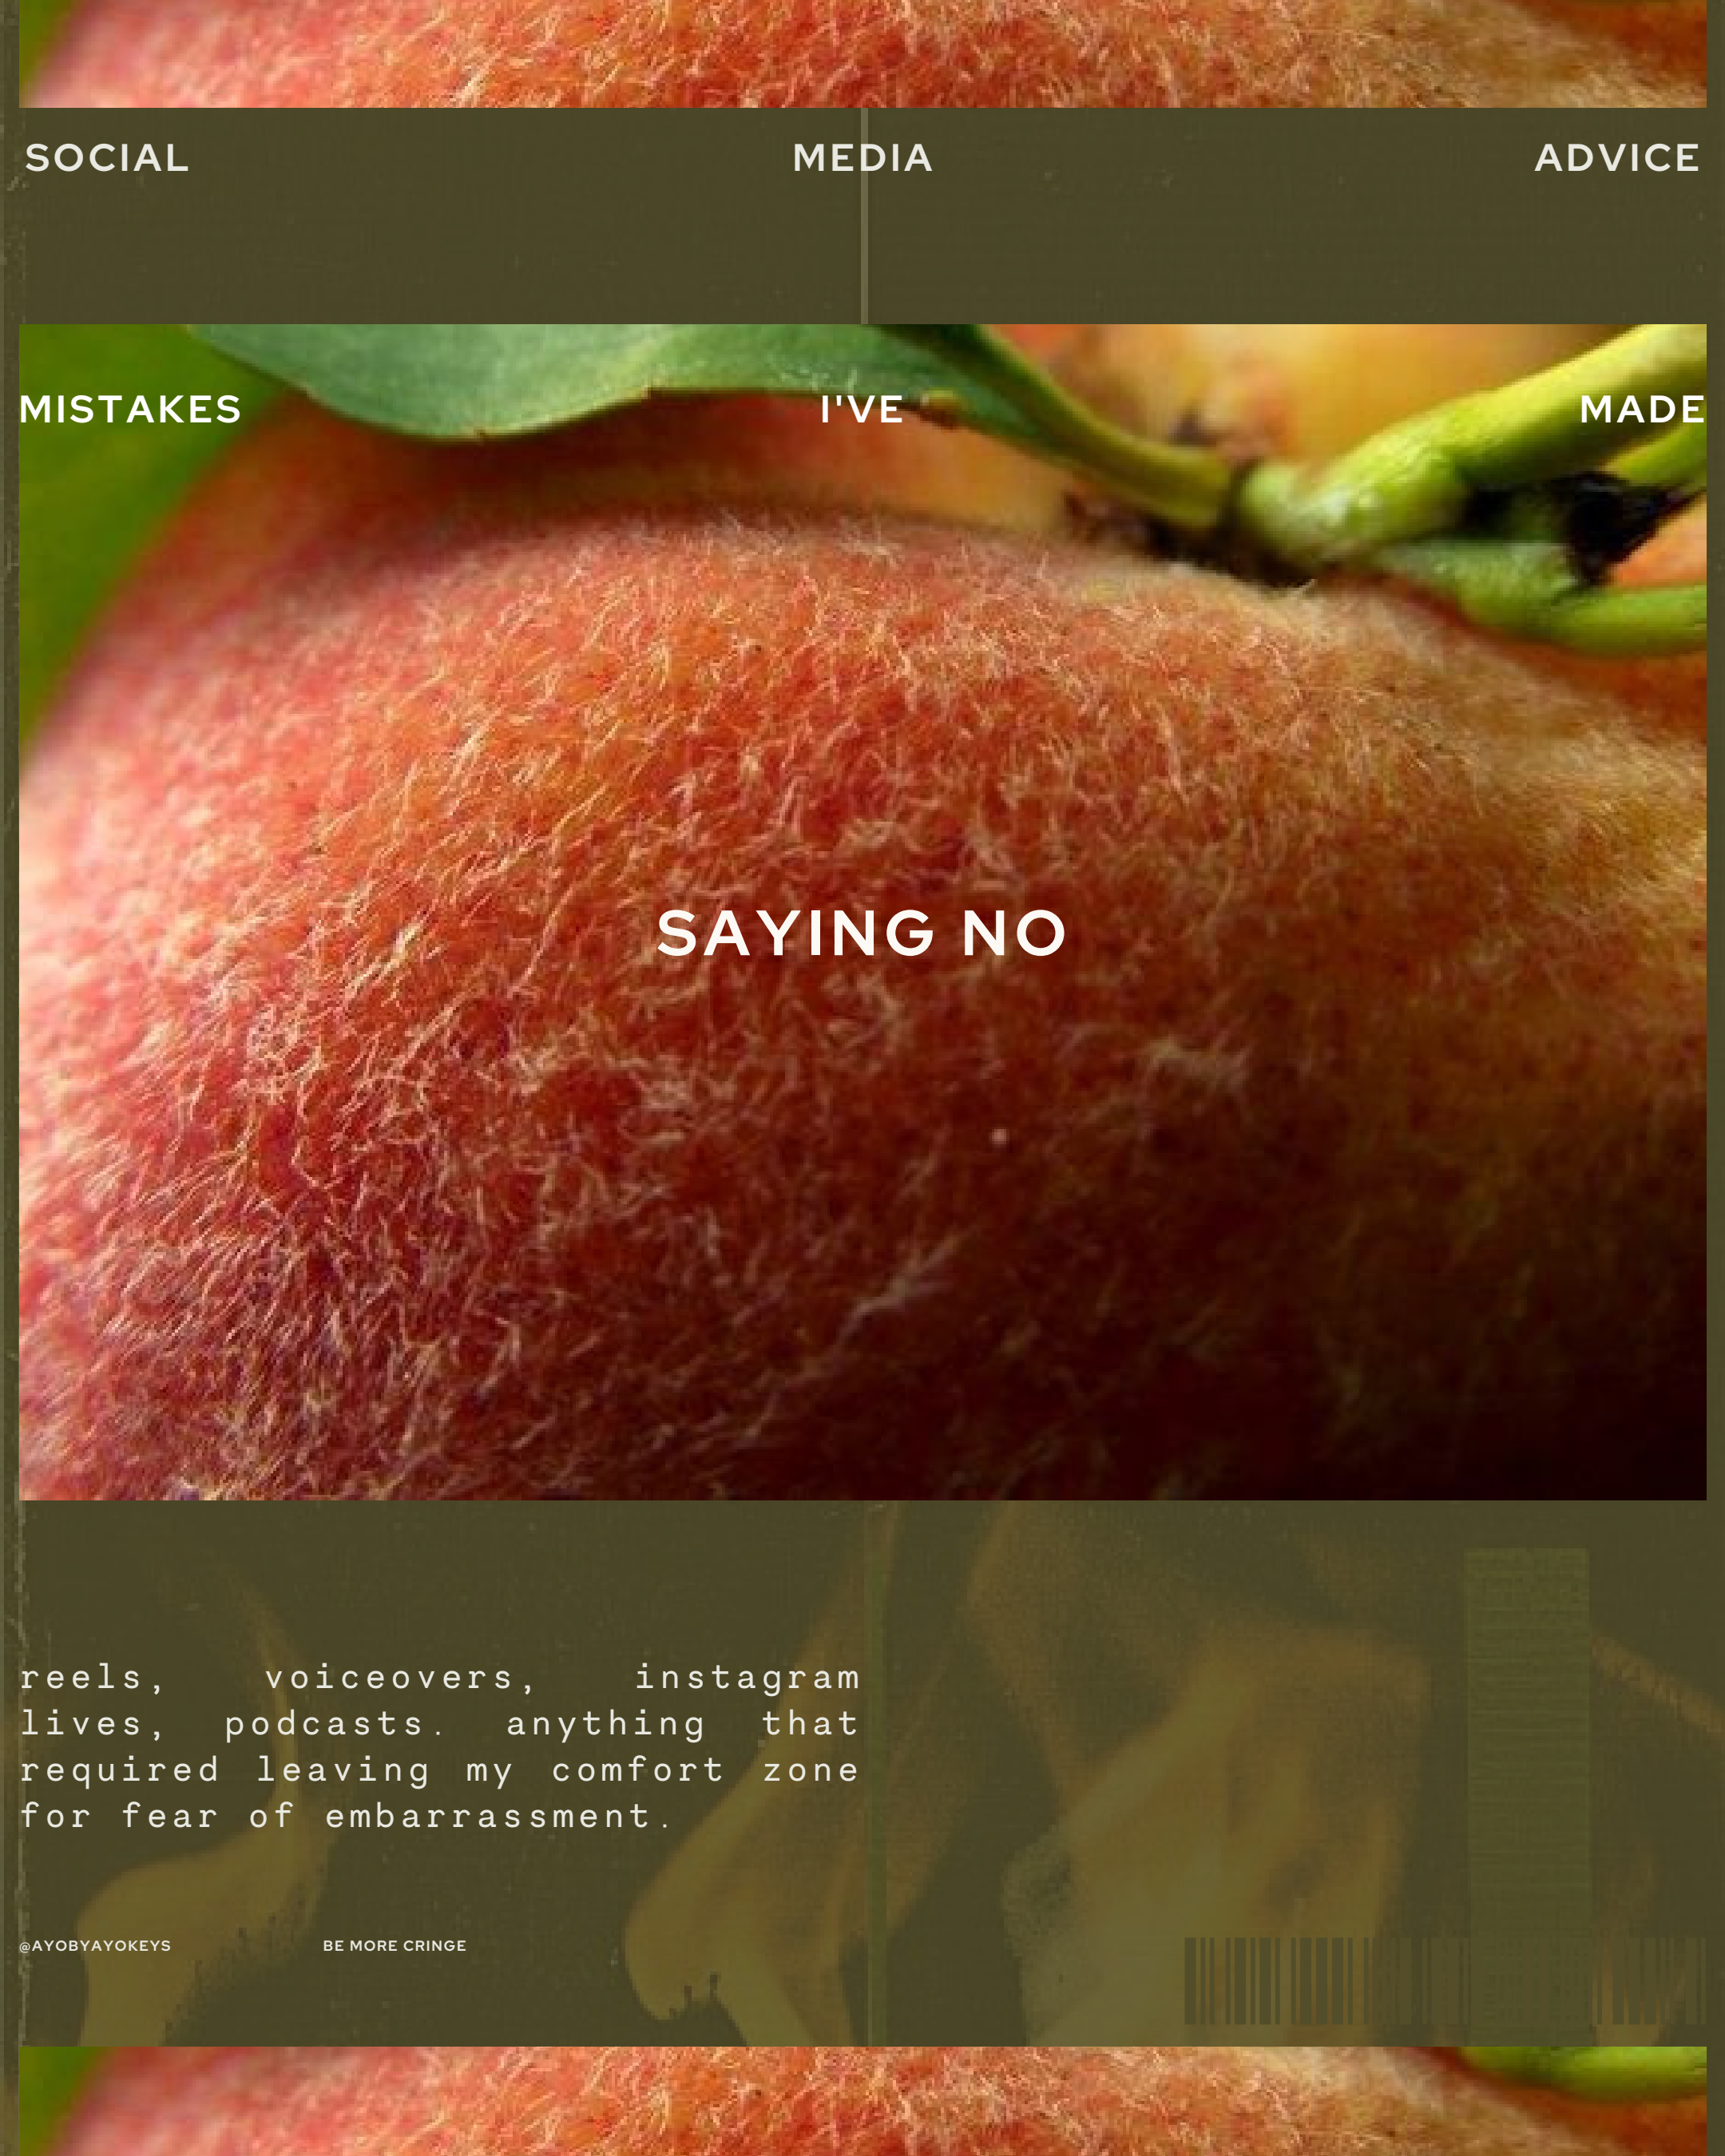 SOCIAL MEDIA ADVICE
MISTAKES I'VE MADE
SAYING NO
reels, voiceovers, instagram
lives, podcasts. anything that
required leaving my comfort zone
for fear of embarrassment.
@AYOBYAYOKEYS BE MORE CRINGE